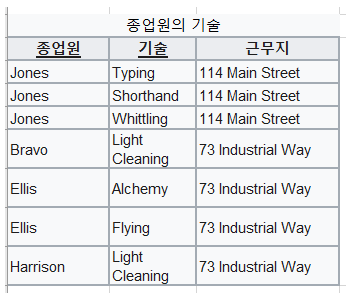 종업원의 기술
종업원 기술 근무지
Jones Typing 114 Main Street
Jones Shorthand 114 Main Street
Jones Whittling 114 Main Street
Bravo Light Cleaning 73 Industrial Way
Ellis Alchemy 73 Industrial Way
Ellis Flying 73 Industrial Way
Harrison Light Cleaning 73 Industrial Way